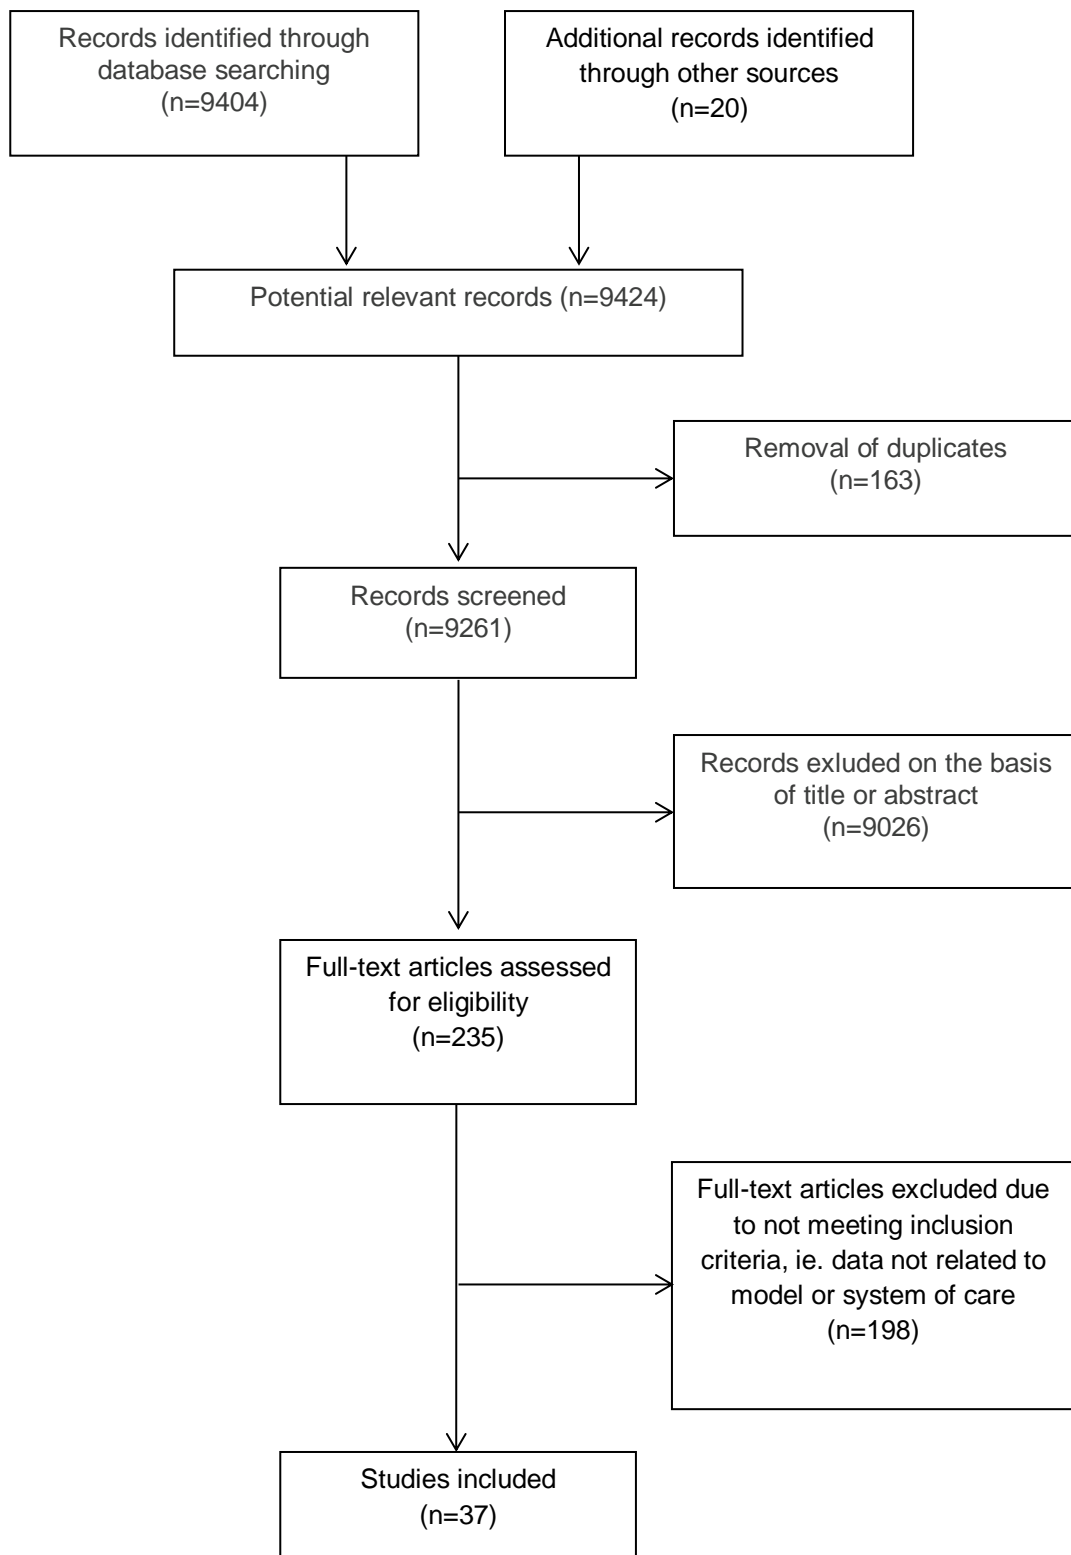 Records identified through
database searching
(n=9404)
Additional records identified
through other sources
(n=20)
Potential relevant records (n=9424)
Removal of duplicates
(n=163)
Records screened
(n=9261)
Records exluded on the basis
of title or abstract
(n=9026)
Full-text articles assessed
for eligibility
(n=235)
Full-text articles excluded due
to not meeting inclusion
criteria, ie. data not related to
model or system of care
(n=198)
Studies included
(n=37)